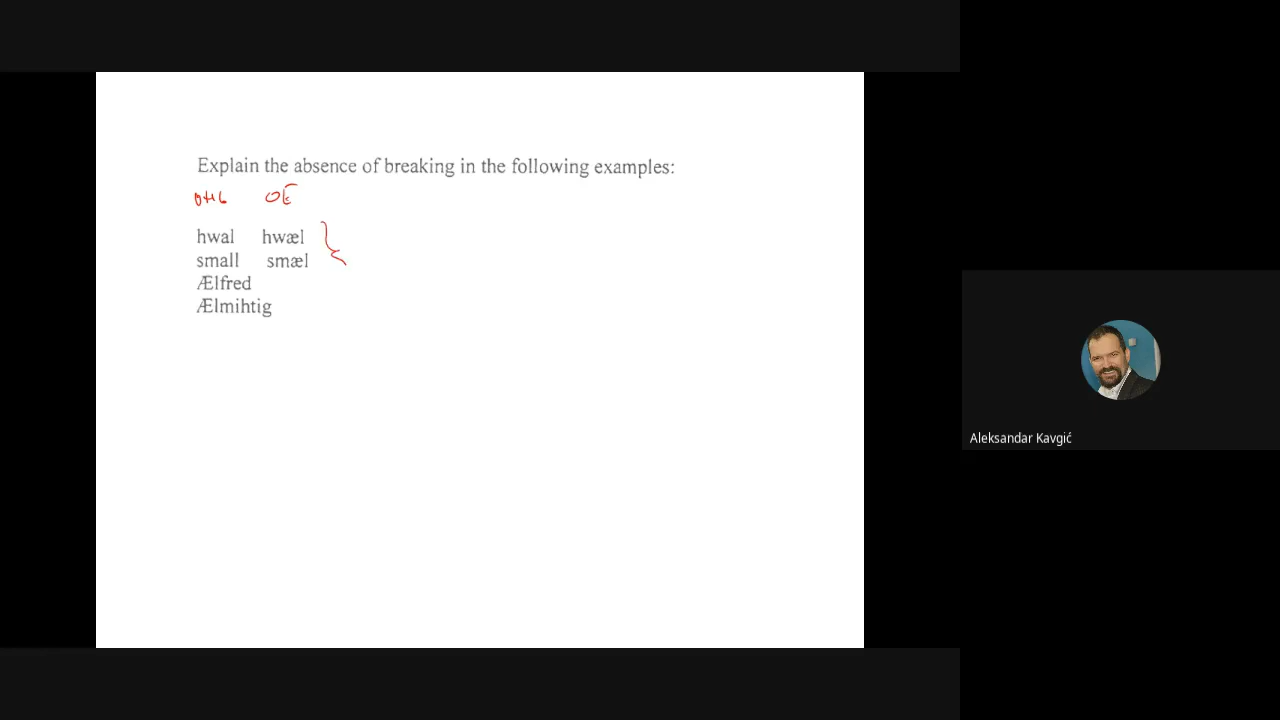 Explain the absence of breaking in the following examples:
OHG OE
hwal hwæl
small smæl
Ælfred
Ælmihtig
Aleksandar Kavgić